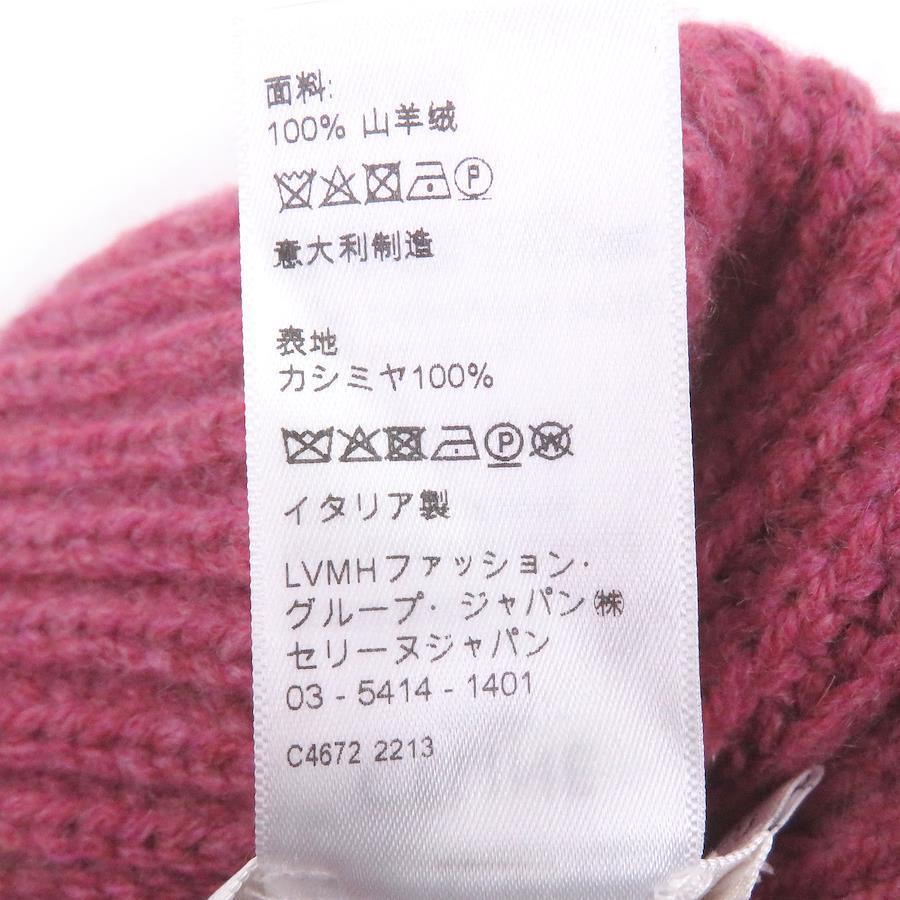 面料:
100% 山羊绒
P
意大利制造
表地
カシミヤ100%
P W
イタリア製
LVMHファッション·
グループ· ジャパン㈱
セリーヌジャパン
03 - 5414 - 1401
C4672 2213